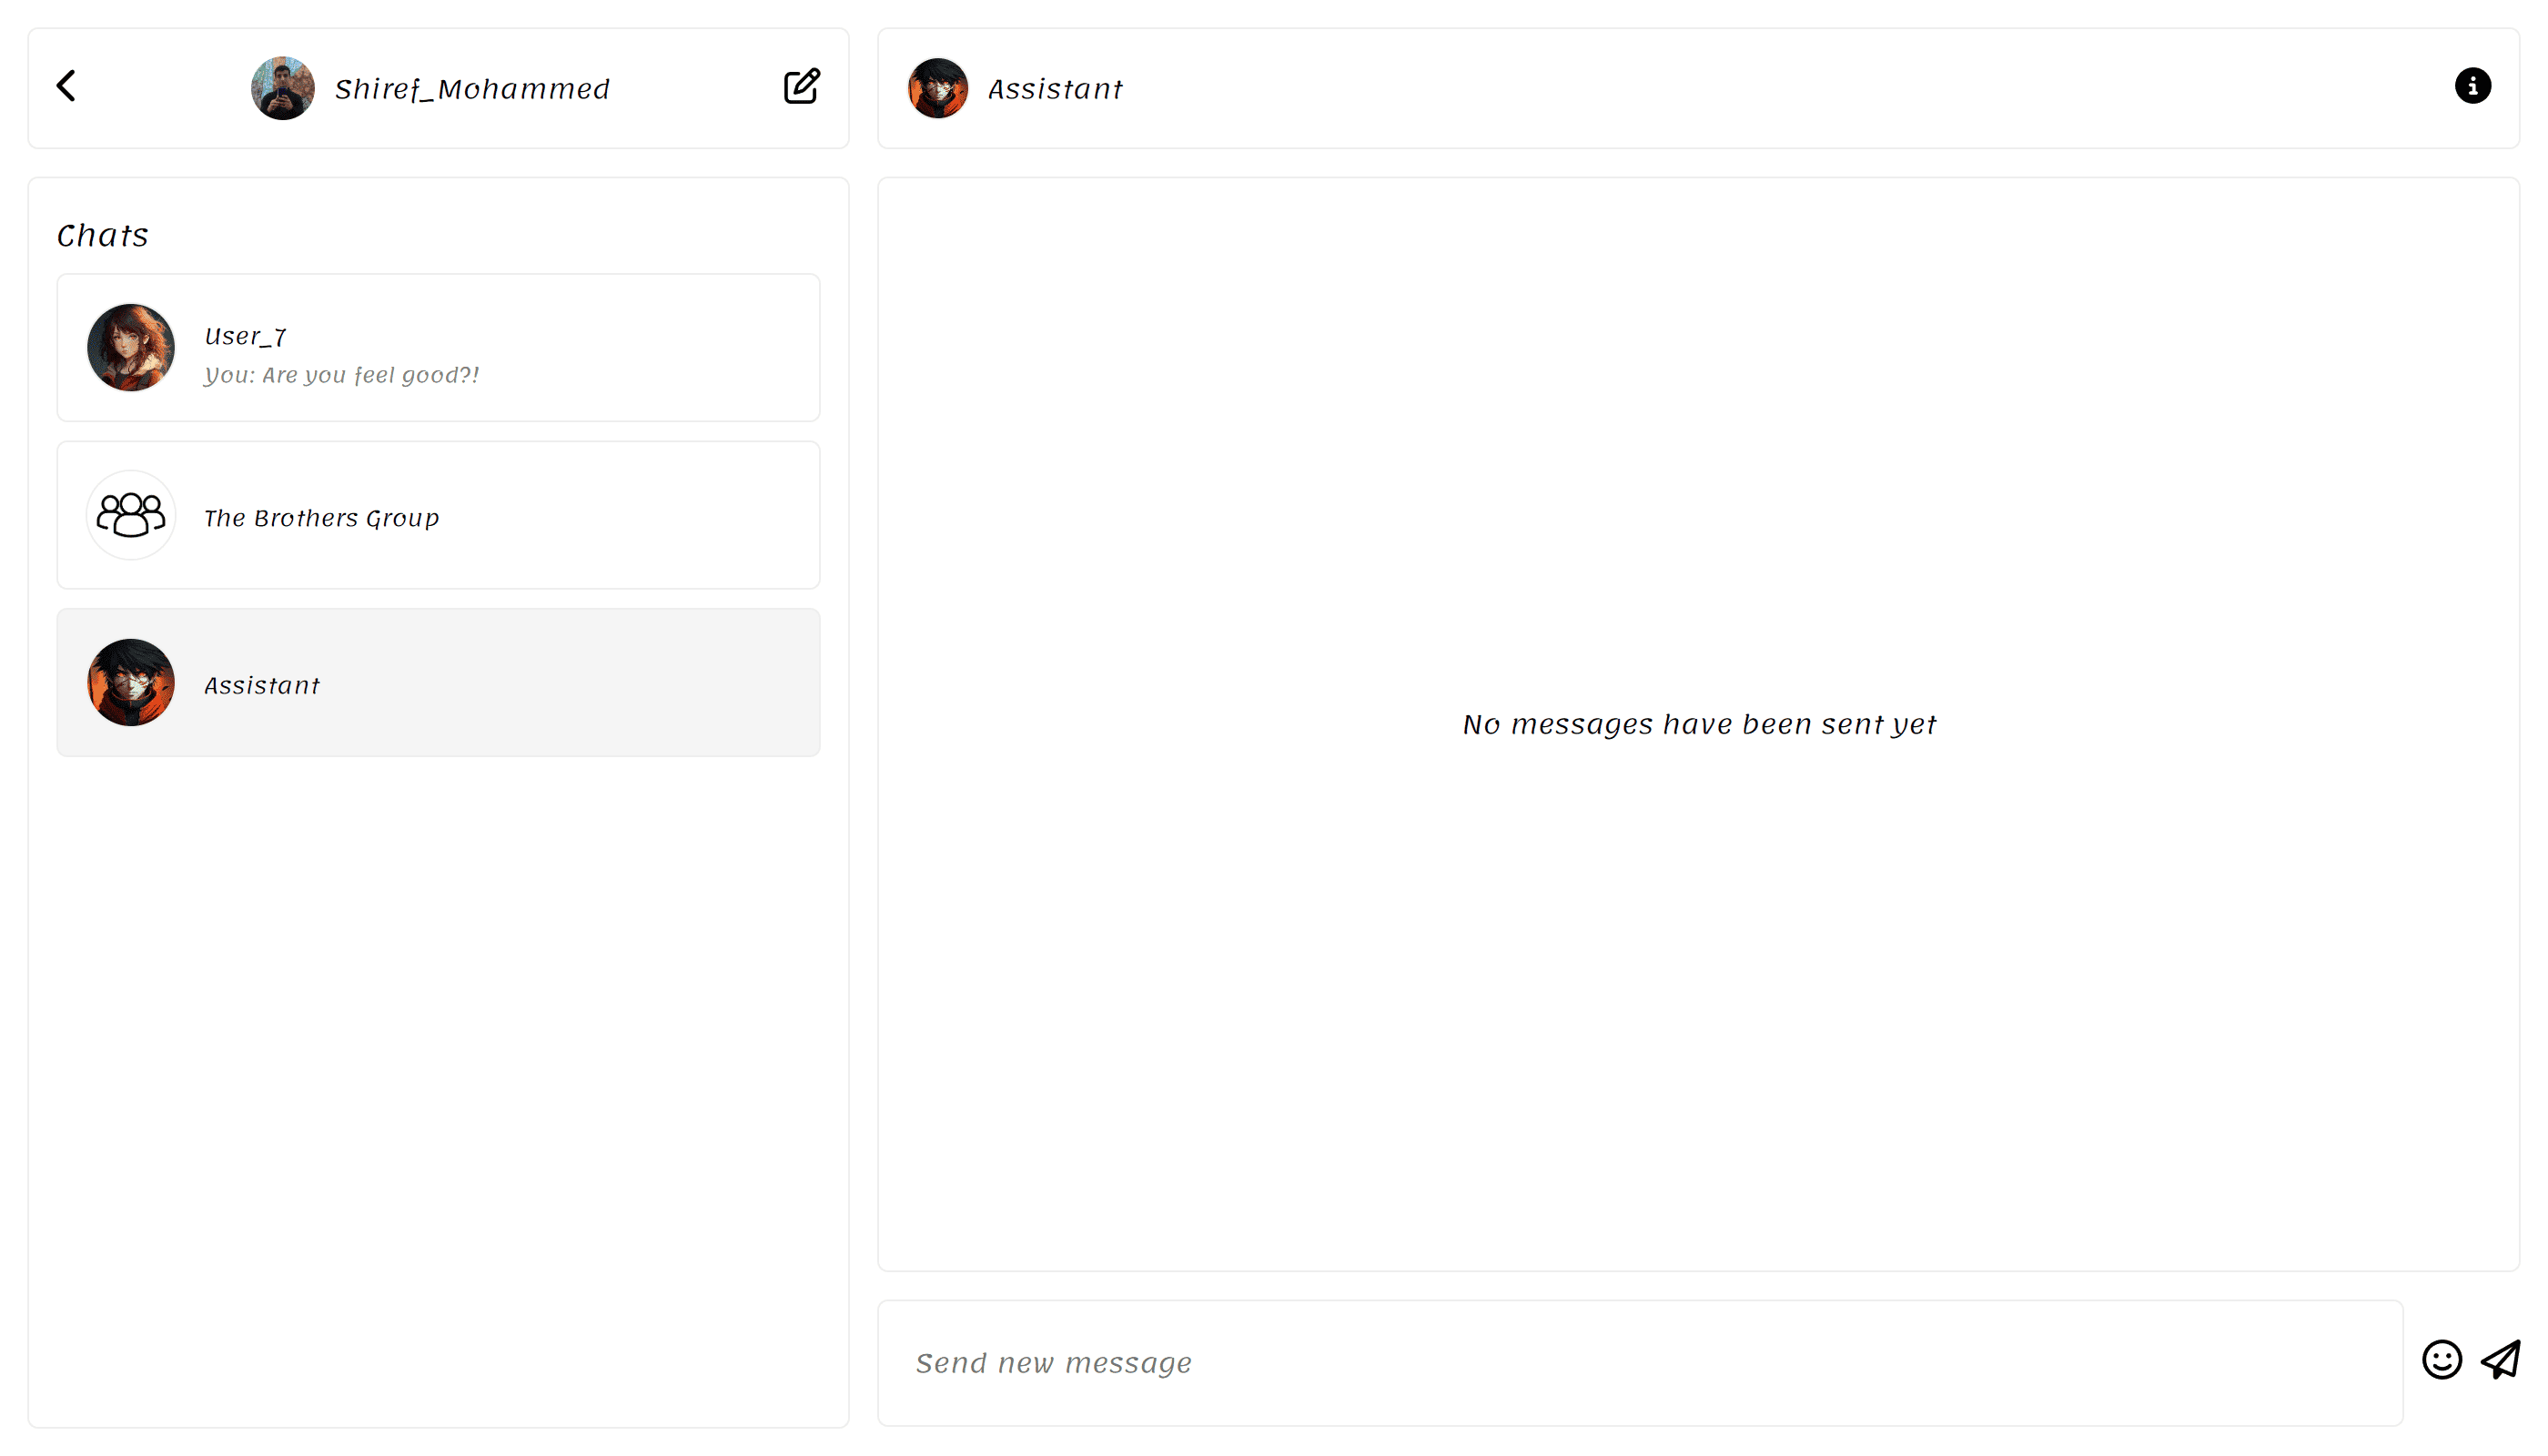 Shiref_Mohammed
Assistant
Chats
User_7
You: Are you feel good?!
The Brothers Group
Assistant
No messages have been sent yet
Send new message